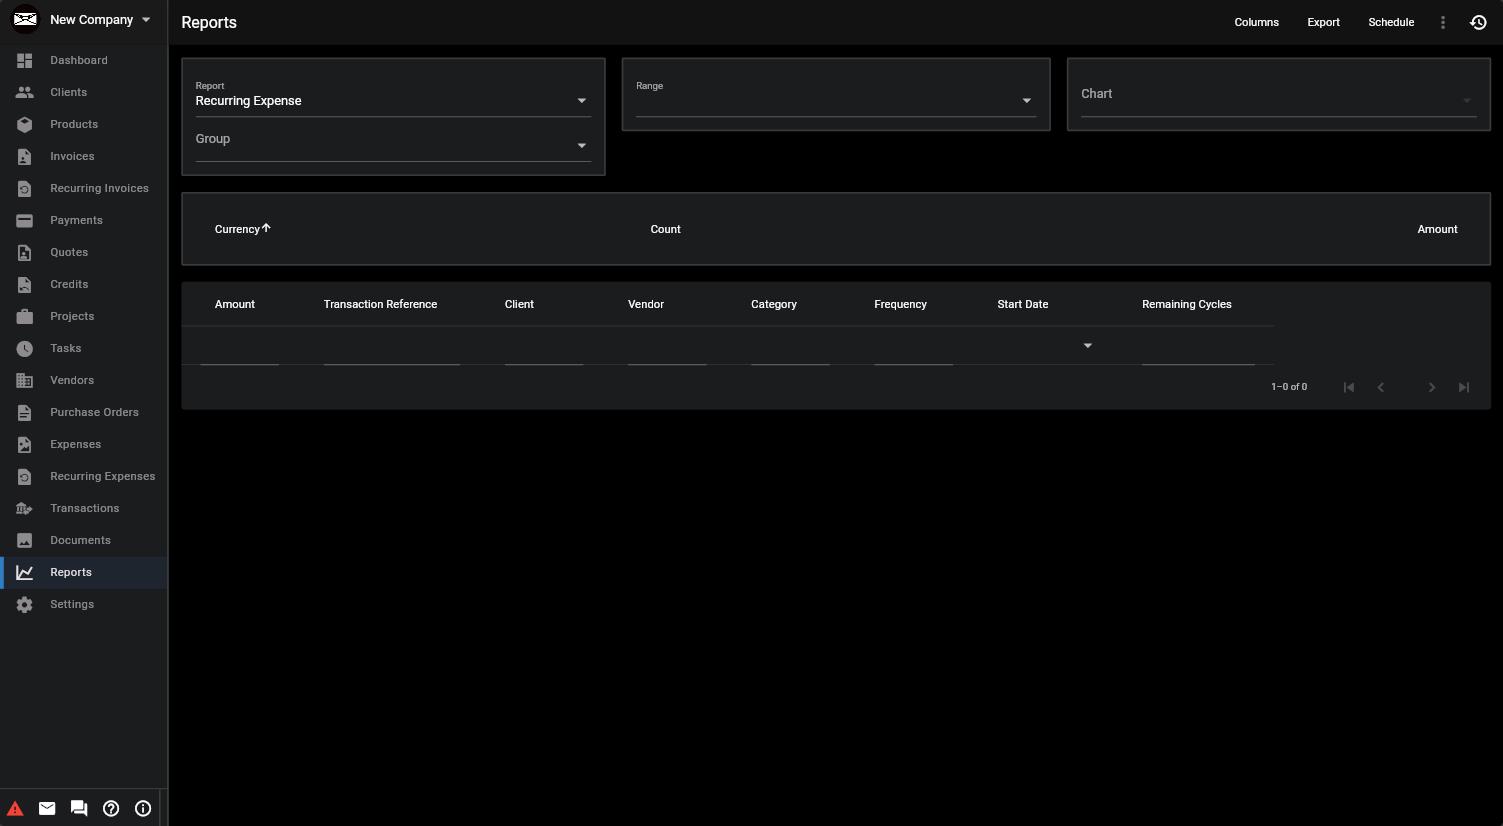 New Company
Reports
Columns
Export
Schedule
Dashboard
Clients
Products
Invoices
Recurring Invoices
Payments
Quotes
Credits
Projects
Tasks
Vendors
Purchase Orders
Expenses
Recurring Expenses
Transactions
Documents
Reports
Settings
Report
Recurring Expense
Group
Range
Chart
Currency
Count
Amount
Amount
Transaction Reference
Client
Vendor
Category
Frequency
Start Date
Remaining Cycles
1–0 of 0